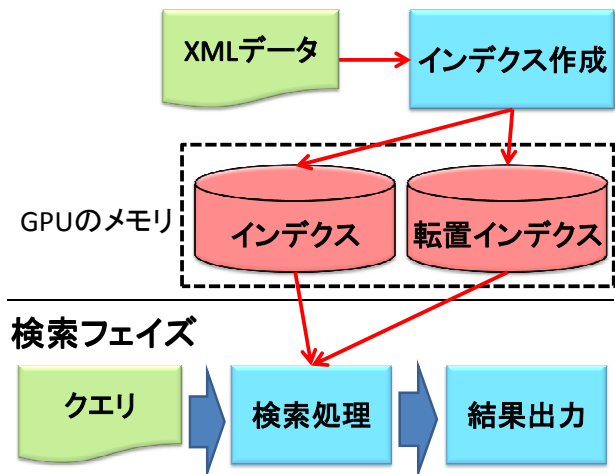 XMLデータ
インデクス作成
GPUのメモリ
インデクス
転置インデクス
検索フェイズ
クエリ
検索処理
結果出力